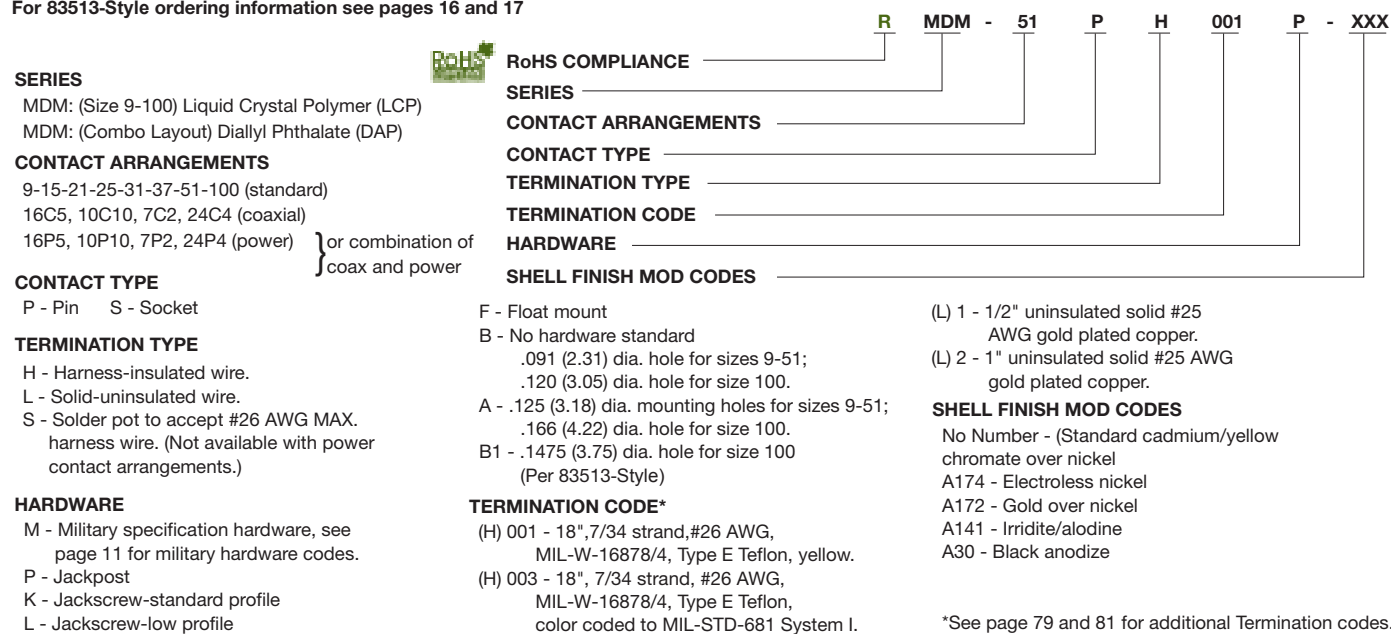 For 83513-Style ordering information see pages 16 and 17
R MDM - 51 P H 001 P - XXX
RoHS
RoHS COMPLIANCE
SERIES
CONTACT ARRANGEMENTS
CONTACT TYPE
TERMINATION TYPE
TERMINATION CODE
HARDWARE
SHELL FINISH MOD CODES
SERIES
MDM: (Size 9-100) Liquid Crystal Polymer (LCP)
MDM: (Combo Layout) Diallyl Phthalate (DAP)
CONTACT ARRANGEMENTS
9-15-21-25-31-37-51-100 (standard)
16C5, 10C10, 7C2, 24C4 (coaxial)
16P5, 10P10, 7P2, 24P4 (power)
}or combination of
coax and power
CONTACT TYPE
P - Pin S - Socket
TERMINATION TYPE
H - Harness-insulated wire.
L - Solid-uninsulated wire.
S - Solder pot to accept #26 AWG MAX.
harness wire. (Not available with power
contact arrangements.)
HARDWARE
M - Military specification hardware, see
page 11 for military hardware codes.
P - Jackpost
K - Jackscrew-standard profile
L - Jackscrew-low profile
F - Float mount
B - No hardware standard
.091 (2.31) dia. hole for sizes 9-51;
.120 (3.05) dia. hole for size 100.
A - .125 (3.18) dia. mounting holes for sizes 9-51;
.166 (4.22) dia. hole for size 100.
B1 - .1475 (3.75) dia. hole for size 100
(Per 83513-Style)
TERMINATION CODE*
(H) 001 - 18",7/34 strand,#26 AWG,
MIL-W-16878/4, Type E Teflon, yellow.
(H) 003 - 18", 7/34 strand, #26 AWG,
MIL-W-16878/4, Type E Teflon,
color coded to MIL-STD-681 System I.
(L) 1 - 1/2" uninsulated solid #25
AWG gold plated copper.
(L) 2 - 1" uninsulated solid #25 AWG
gold plated copper.
SHELL FINISH MOD CODES
No Number - (Standard cadmium/yellow
chromate over nickel
A174 - Electroless nickel
A172 - Gold over nickel
A141 - Irridite/alodine
A30 - Black anodize
*See page 79 and 81 for additional Termination codes.